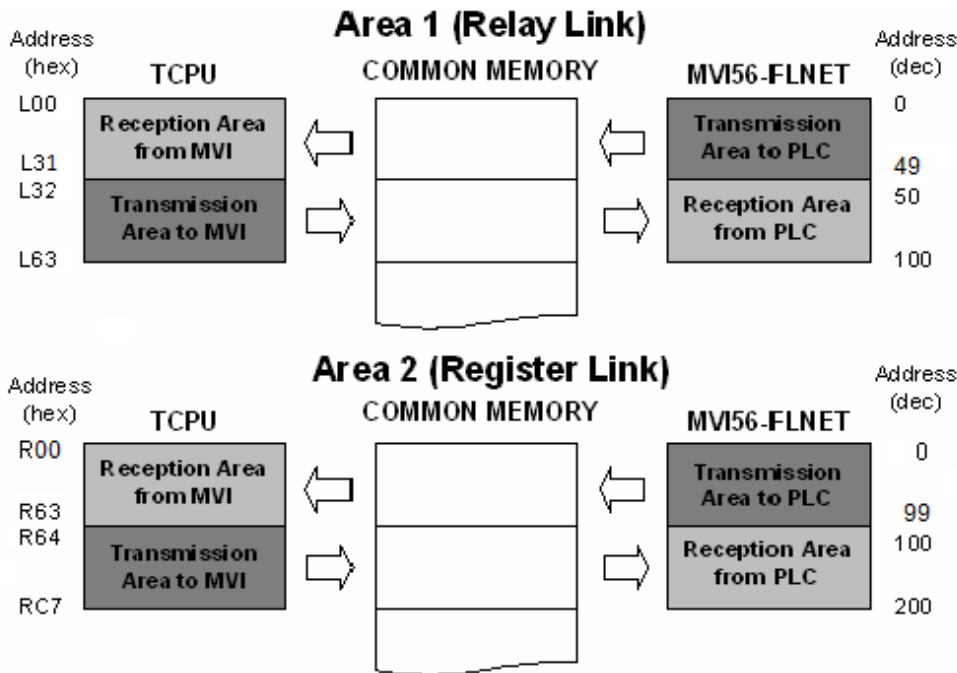 Area 1 (Relay Link)
Address
(hex)
Address
(dec)
TCPU
COMMON MEMORY
MVI56-FLNET
L00
Reception Area
from MVI
Transmission
Area to PLC
0
L31
49
L32
Transmission
Area to MVI
Reception Area
from PLC
50
L63
100
Area 2 (Register Link)
Address
(hex)
Address
(dec)
TCPU
COMMON MEMORY
MVI56-FLNET
R00
Reception Area
from MVI
Transmission
Area to PLC
0
R63
99
R64
Transmission
Area to MVI
Reception Area
from PLC
100
RC7
200